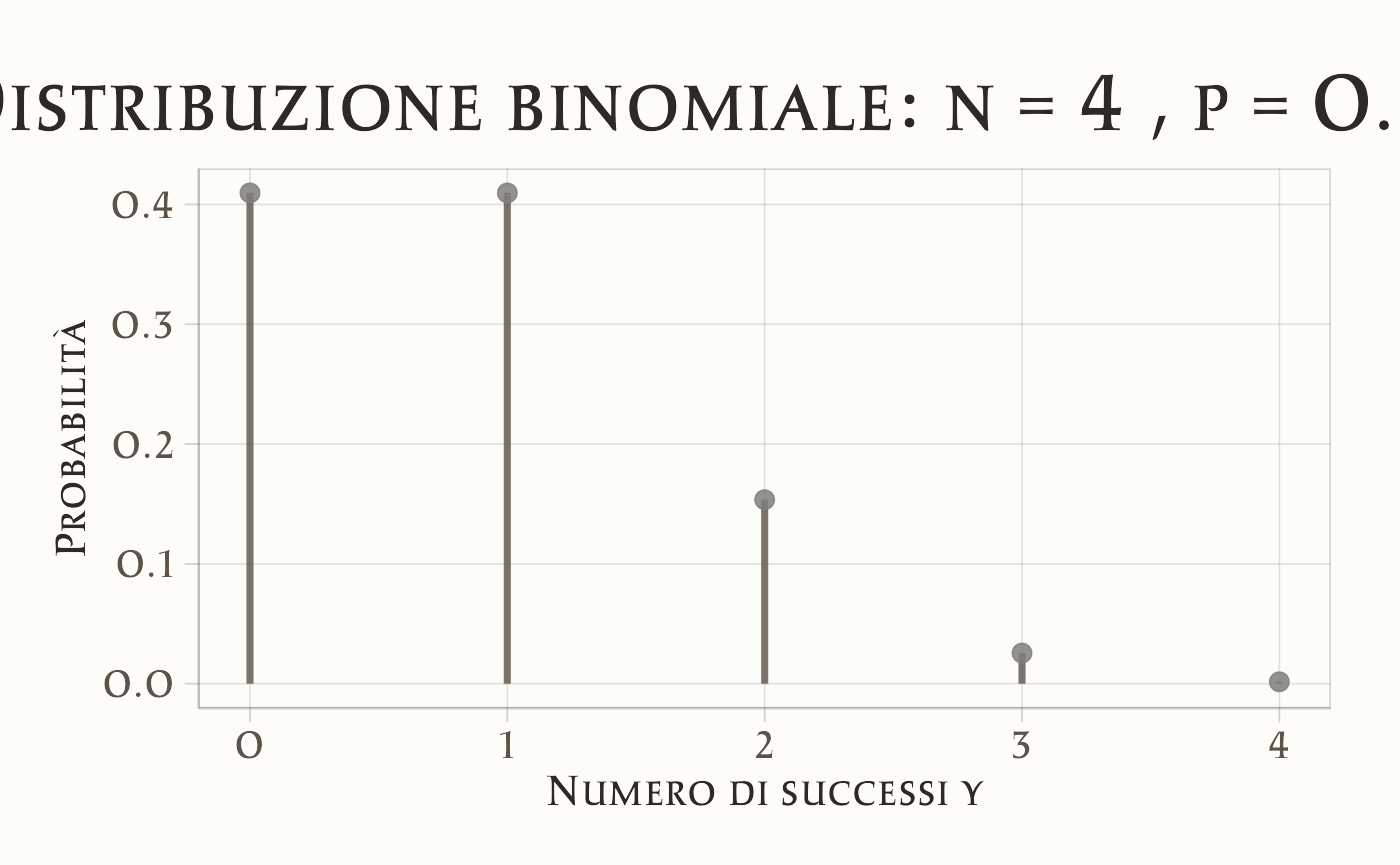 Distribuzione binomiale: n = 4 , p = 0.
0.4
0.3
0.2
0.1
0.0
Probabilità
0 1 2 3 4
Numero di successi y